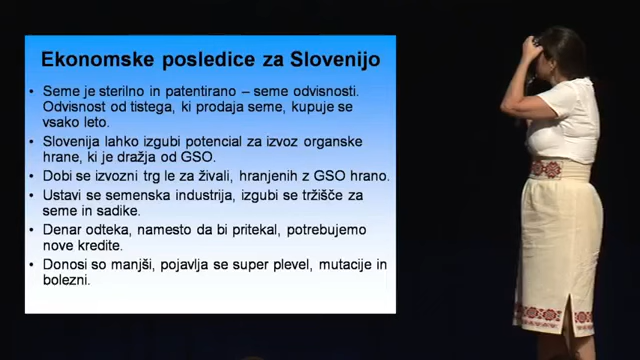 Ekonomske posledice za Slovenijo
• Seme je sterilno in patentirano – seme odvisnosti.
Odvisnost od tistega, ki prodaja seme, kupuje se
vsako leto.
• Slovenija lahko izgubi potencial za izvoz organske
hrane, ki je dražja od GSO.
• Dobi se izvozni trg le za živali, hranjenih z GSO hrano.
• Ustavi se semenska industrija, izgubi se tržišče za
seme in sadike.
• Denar odteka, namesto da bi pritekal, potrebujemo
nove kredite.
• Donosi so manjši, pojavlja se super plevel, mutacije in
bolezni.